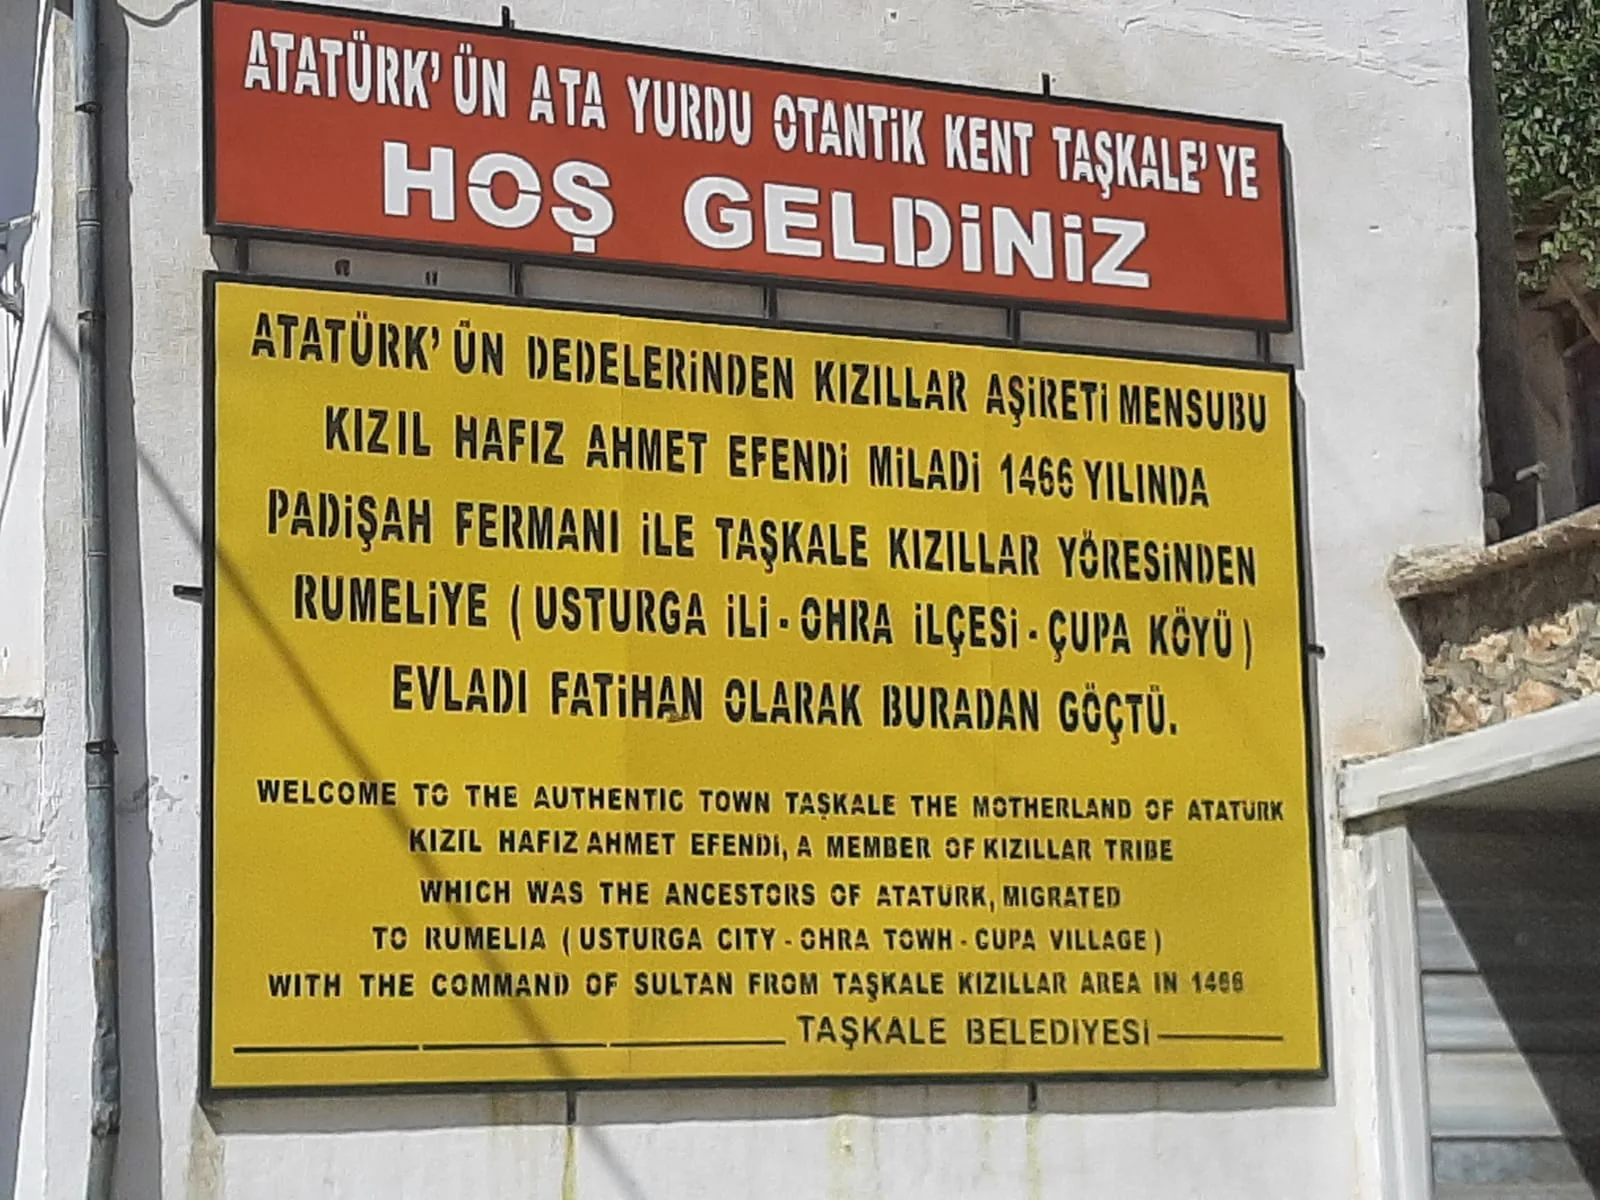 ATATÜRK'ÜN ATA YURDU OTANTİK KENT TAŞKALE'YE
HOŞ GELDİNİZ
ATATÜRK'ÜN DEDELERİNDEN KIZILLAR AŞİRETİ MENSUBU
KIZIL HAFIZ AHMET EFENDİ MİLADİ 1466 YILINDA
PADİŞAH FERMANI İLE TAŞKALE KIZILLAR YÖRESİNDEN
RUMELİYE ( USTURGA İLİ - OHRA İLÇESİ - ÇUPA KÖYÜ )
EVLADI FATİHAN OLARAK BURADAN GÖÇTÜ.
WELCOME TO THE AUTHENTIC TOWN TAŞKALE THE MOTHERLAND OF ATATURK
KIZIL HAFIZ AHMET EFENDİ, A MEMBER OF KIZILLAR TRIBE
WHICH WAS THE ANCESTORS OF ATATURK, MIGRATED
TO RUMELIA ( USTURGA CITY - OHRA TOWH - CUPA VILLAGE )
WITH THE COMMAND OF SULTAN FROM TAŞKALE KIZILLAR AREA IN 1466
TAŞKALE BELEDİYESİ